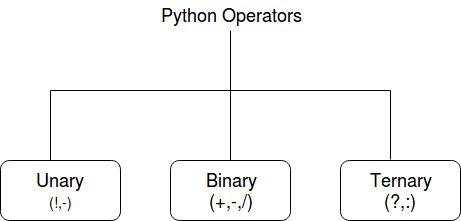 Python Operators
Unary
(!,-)
Binary
(+,-,/)
Ternary
(?,:)